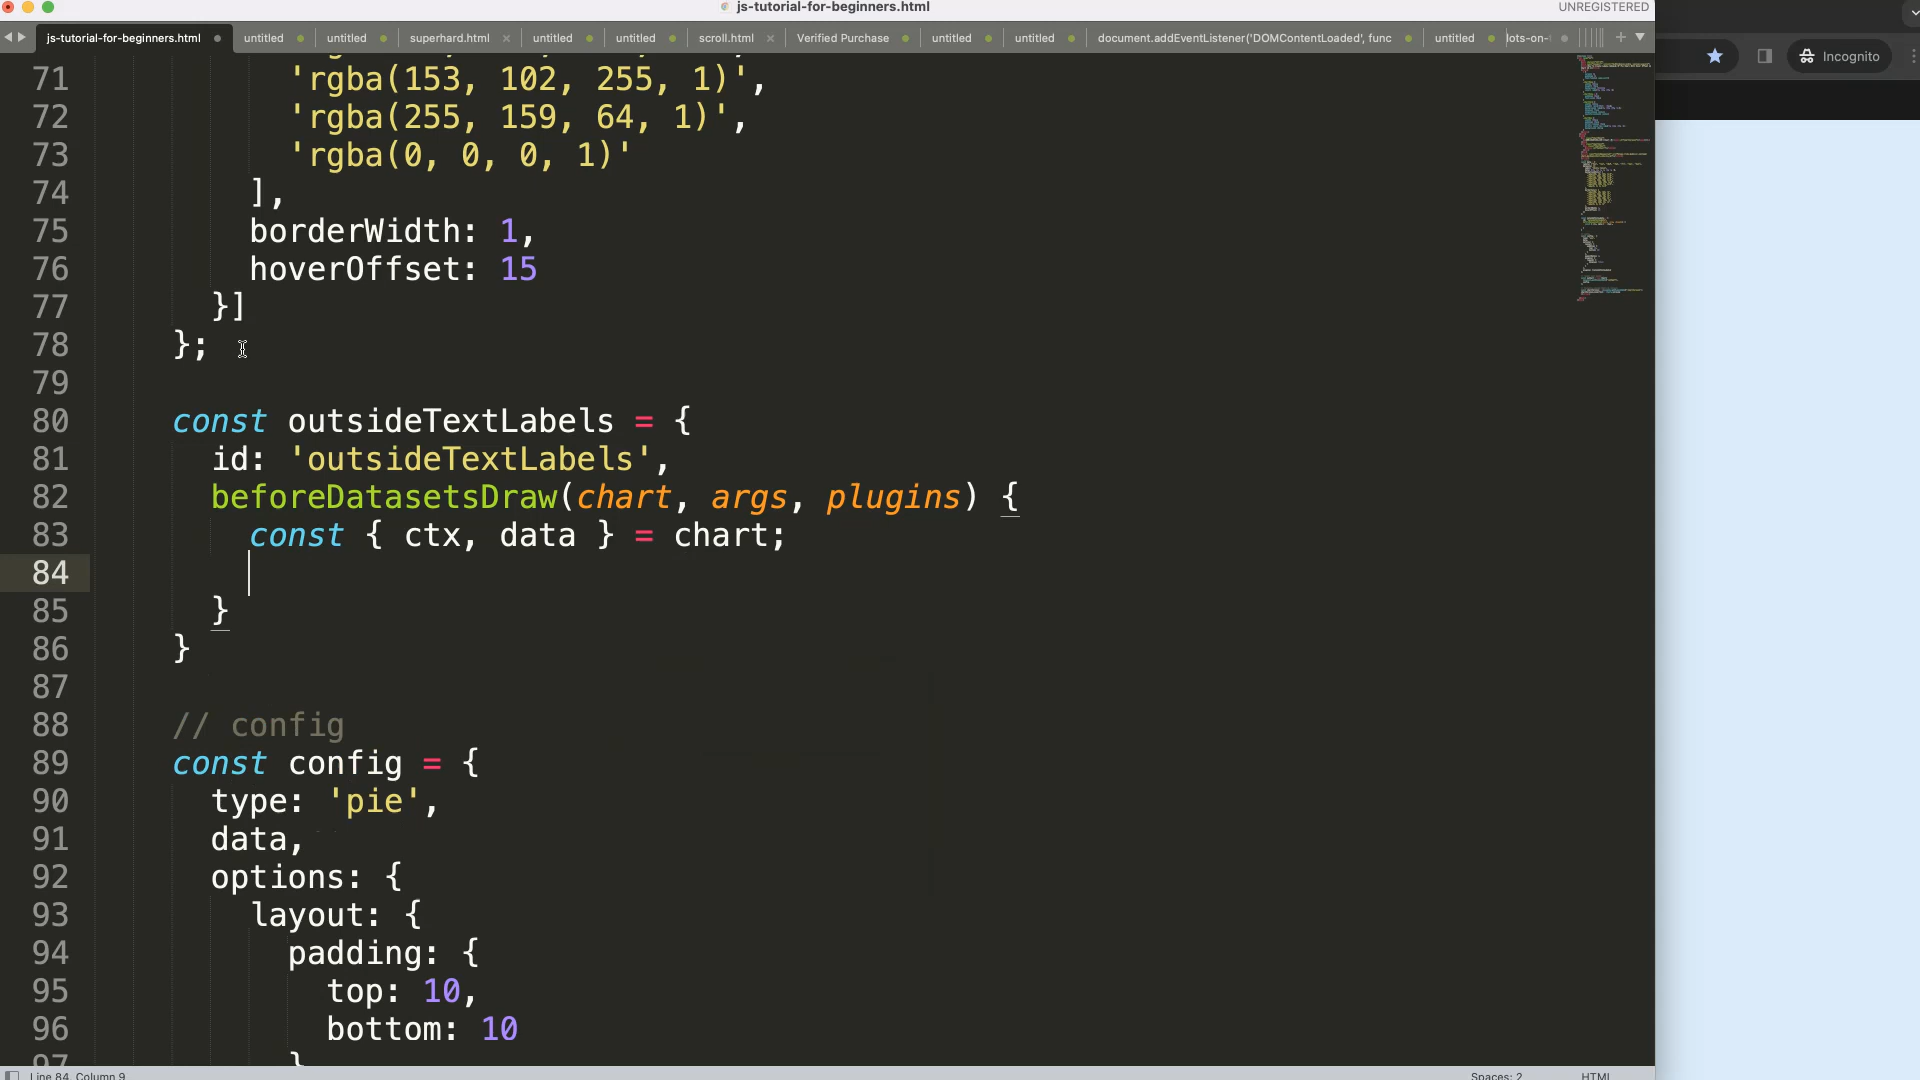 js-tutorial-for-beginners.html
UNREGISTERED
js-tutorial-for-beginners.html untitled untitled superhard.html untitled untitled scroll.html Verified Purchase untitled untitled document.addEventListener('DOMContentLoaded', func untitled lots-on-
Incognito
71 'rgba(153, 102, 255, 1)',
72 'rgba(255, 159, 64, 1)',
73 'rgba(0, 0, 0, 1)'
74 ],
75 borderWidth: 1,
76 hoverOffset: 15
77 }]
78 };
79
80 const outsideTextLabels = {
81 id: 'outsideTextLabels',
82 beforeDatasetsDraw(chart, args, plugins) {
83 const { ctx, data } = chart;
84
85 }
86 }
87
88 // config
89 const config = {
90 type: 'pie',
91 data,
92 options: {
93 layout: {
94 padding: {
95 top: 10,
96 bottom: 10
97 }
Line 84, Column 9
Spaces: 2
HTML